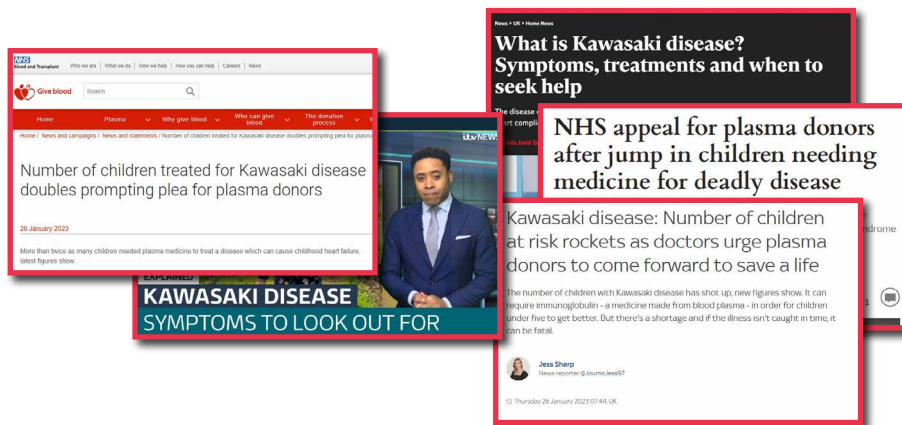 NHS
Blood and Transplant
Who we are
What we do
How we help
How you can help
Careers
News
Give blood
Search
Home
Plasma
Why give blood
Who can give blood
The donation process
Home / News and campaigns / News and statements / Number of children treated for Kawasaki disease doubles prompting plea for plasma
Number of children treated for Kawasaki disease
doubles prompting plea for plasma donors
26 January 2023
More than twice as many children needed plasma medicine to treat a disease which can cause childhood heart failure,
latest figures show.
itv NEWS
EXPLAINED
KAWASAKI DISEASE
SYMPTOMS TO LOOK OUT FOR
News > UK > Home News
What is Kawasaki disease?
Symptoms, treatments and when to
seek help
The disease
NHS appeal for plasma donors
after jump in children needing
medicine for deadly disease
Kawasaki disease: Number of children
at risk rockets as doctors urge plasma
donors to come forward to save a life
The number of children with Kawasaki disease has shot up, new figures show. It can
require immunoglobulin - a medicine made from blood plasma - in order for children
under five to get better. But there's a shortage and if the illness isn't caught in time, it
can be fatal.
Jess Sharp
News reporter @JournoJess97
Thursday 26 January 2023 07:44, UK